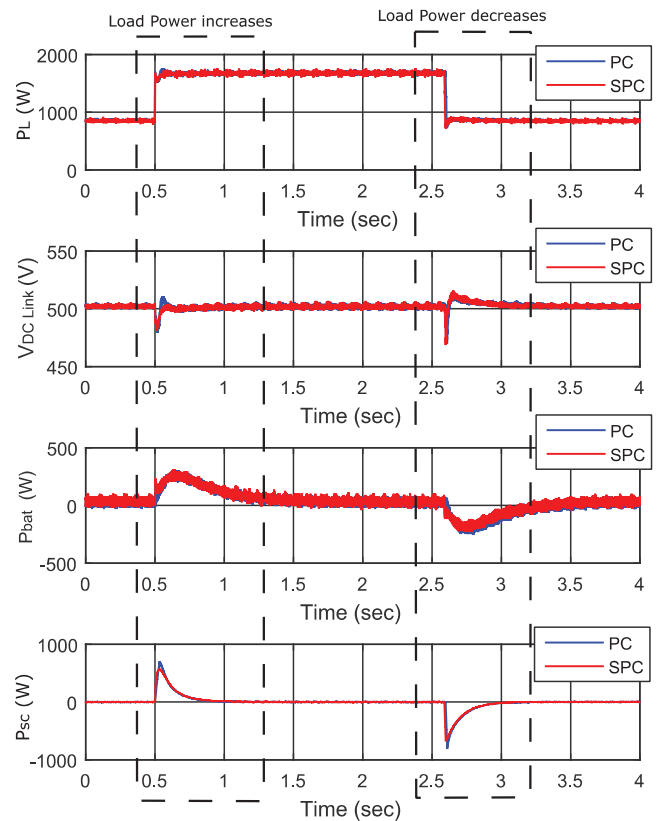 Load Power increases
Load Power decreases
PL (W)
2000
1000
0
PC
SPC
0 0.5 1 1.5 2 2.5 3 3.5 4
Time (sec)
VDC Link (V)
550
500
450
PC
SPC
0 0.5 1 1.5 2 2.5 3 3.5 4
Time (sec)
Pbat (W)
500
0
-500
PC
SPC
0 0.5 1 1.5 2 2.5 3 3.5 4
Time (sec)
Psc (W)
1000
0
-1000
PC
SPC
0 0.5 1 1.5 2 2.5 3 3.5 4
Time (sec)